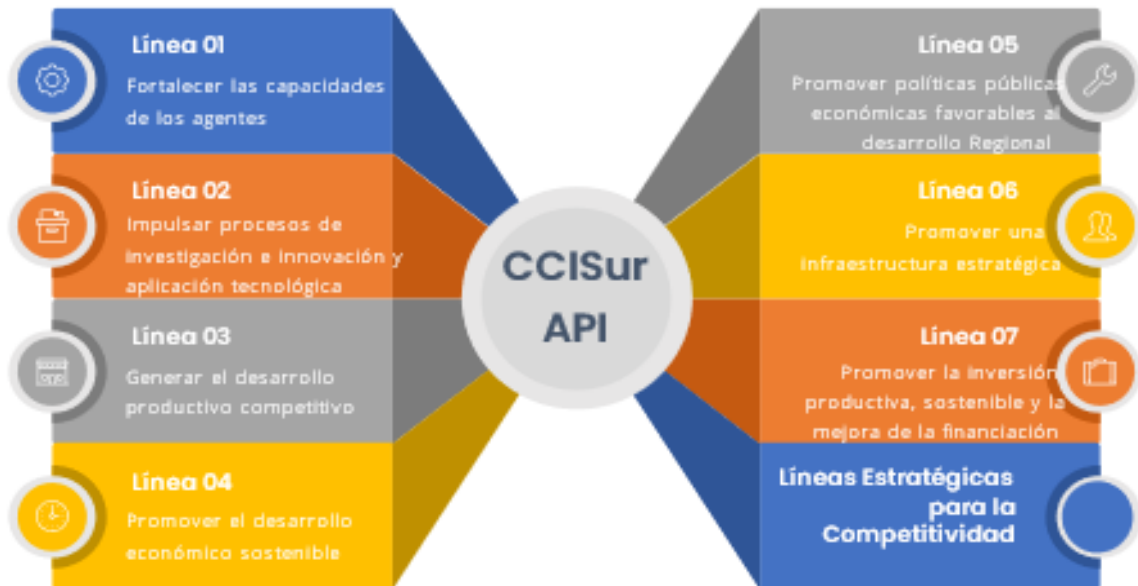 Línea 01
Fortalecer las capacidades
de los agentes
Línea 02
Impulsar procesos de
investigación e innovación y
aplicación tecnológica
Línea 03
Generar el desarrollo
productivo competitivo
Línea 04
Promover el desarrollo
económico sostenible
CCISur
API
Línea 05
Promover políticas públicas
económicas favorables al
desarrollo Regional
Línea 06
Promover una
infraestructura estratégica
Línea 07
Promover la inversión
productiva, sostenible y la
mejora de la financiación
Líneas Estratégicas
para la
Competitividad